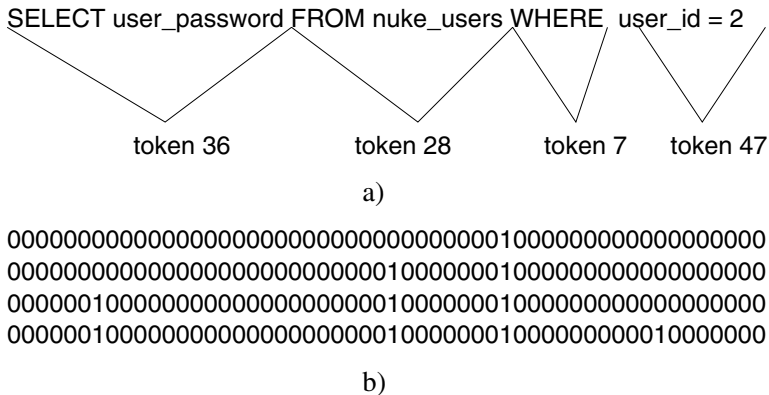 SELECT user_password FROM nuke_users WHERE user_id = 2
token 36 token 28 token 7 token 47
a)
000000000000000000000000000000000001000000000000000000
000000000000000000000000000100000001000000000000000000
000000100000000000000000000100000001000000000000000000
000000100000000000000000000100000001000000000010000000
b)